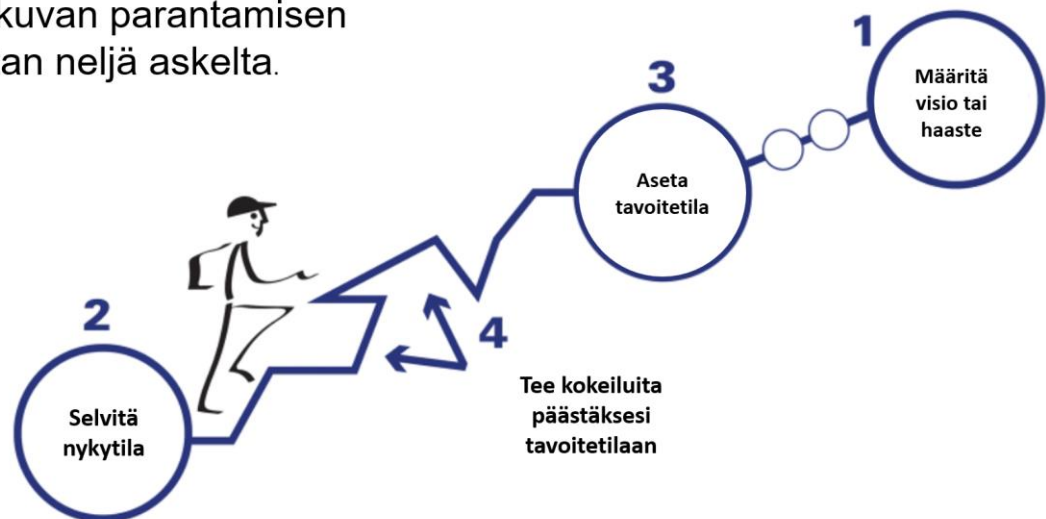 kuvan parantamisen
an neljä askelta.
1
Määritä
visio tai
haaste
3
Aseta
tavoitetila
2
Selvitä
nykytila
4
Tee kokeiluita
päästäksesi
tavoitetilaan